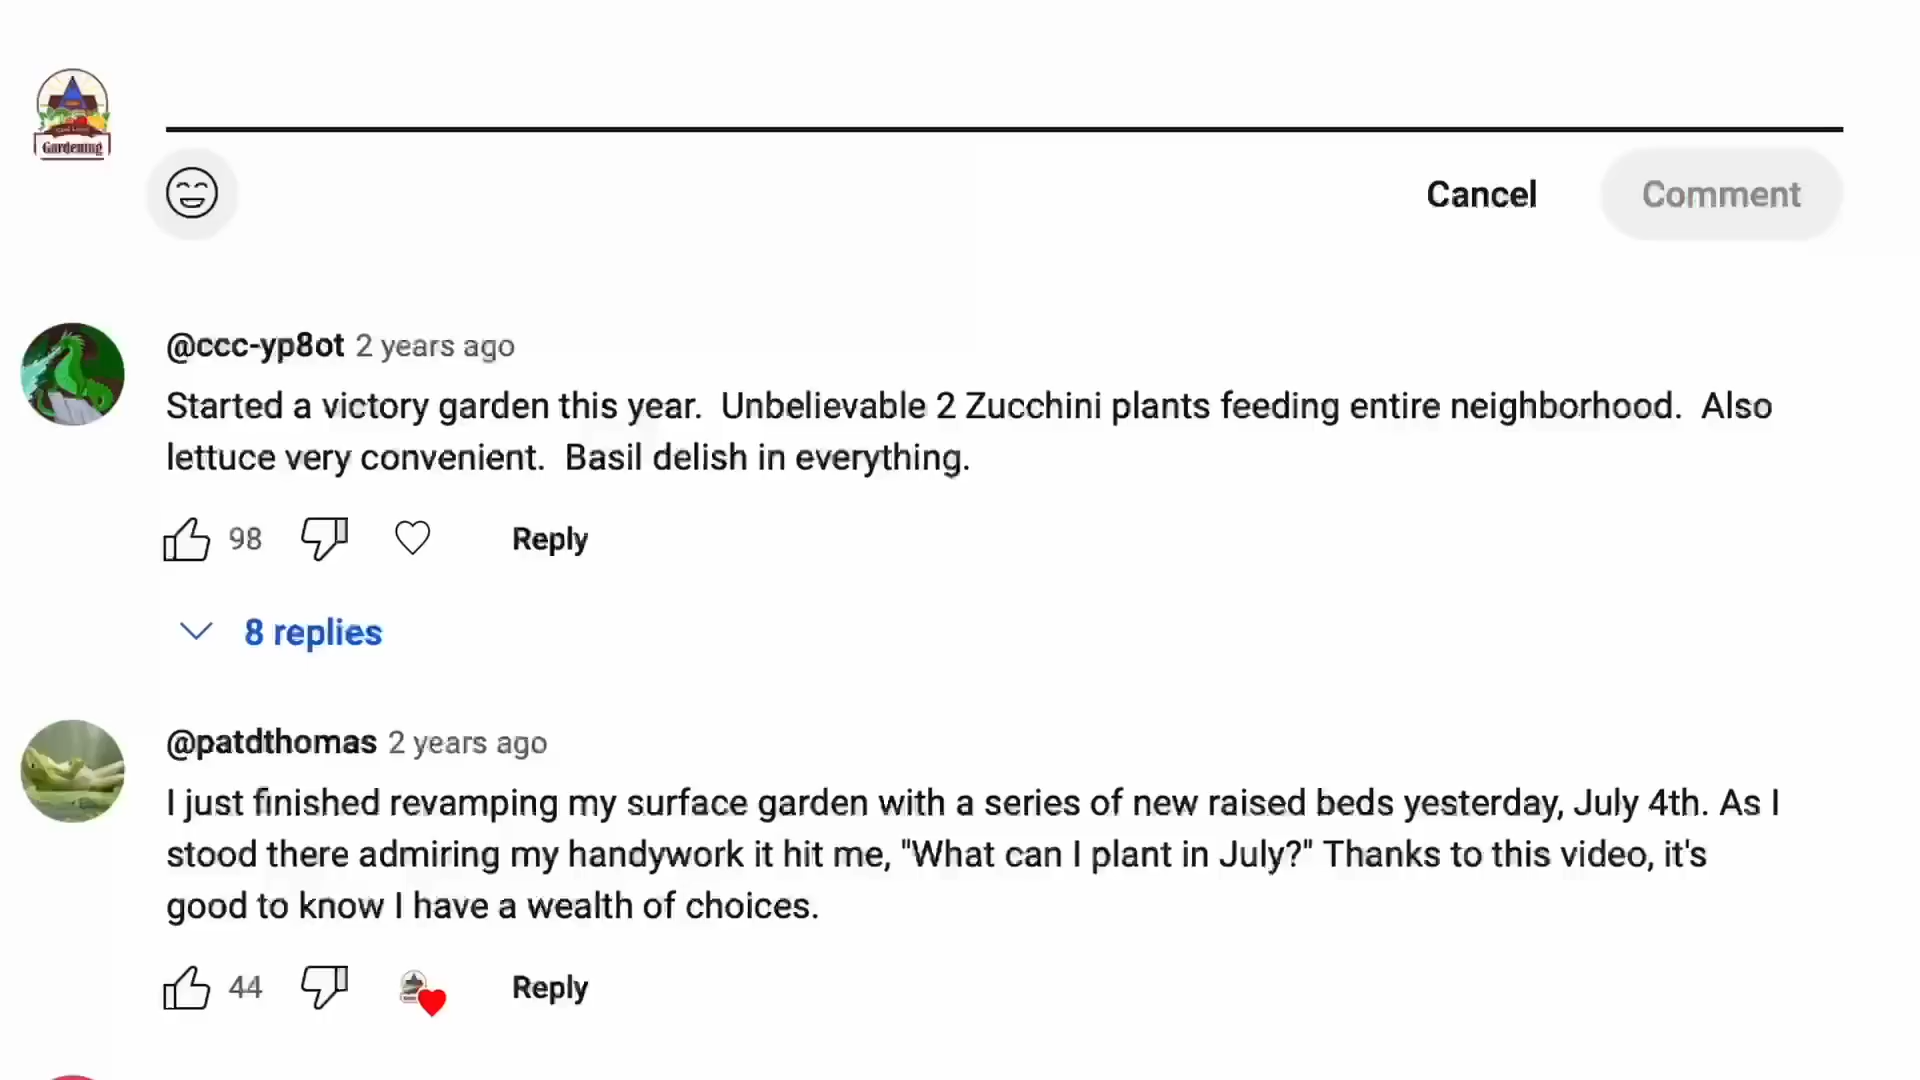 Gardening
Cancel
Comment
@ccc-yp8ot 2 years ago
Started a victory garden this year.  Unbelievable 2 Zucchini plants feeding entire neighborhood.  Also
lettuce very convenient.  Basil delish in everything.
98
Reply
8 replies
@patdthomas 2 years ago
I just finished revamping my surface garden with a series of new raised beds yesterday, July 4th. As I
stood there admiring my handywork it hit me, "What can I plant in July?" Thanks to this video, it's
good to know I have a wealth of choices.
44
Reply